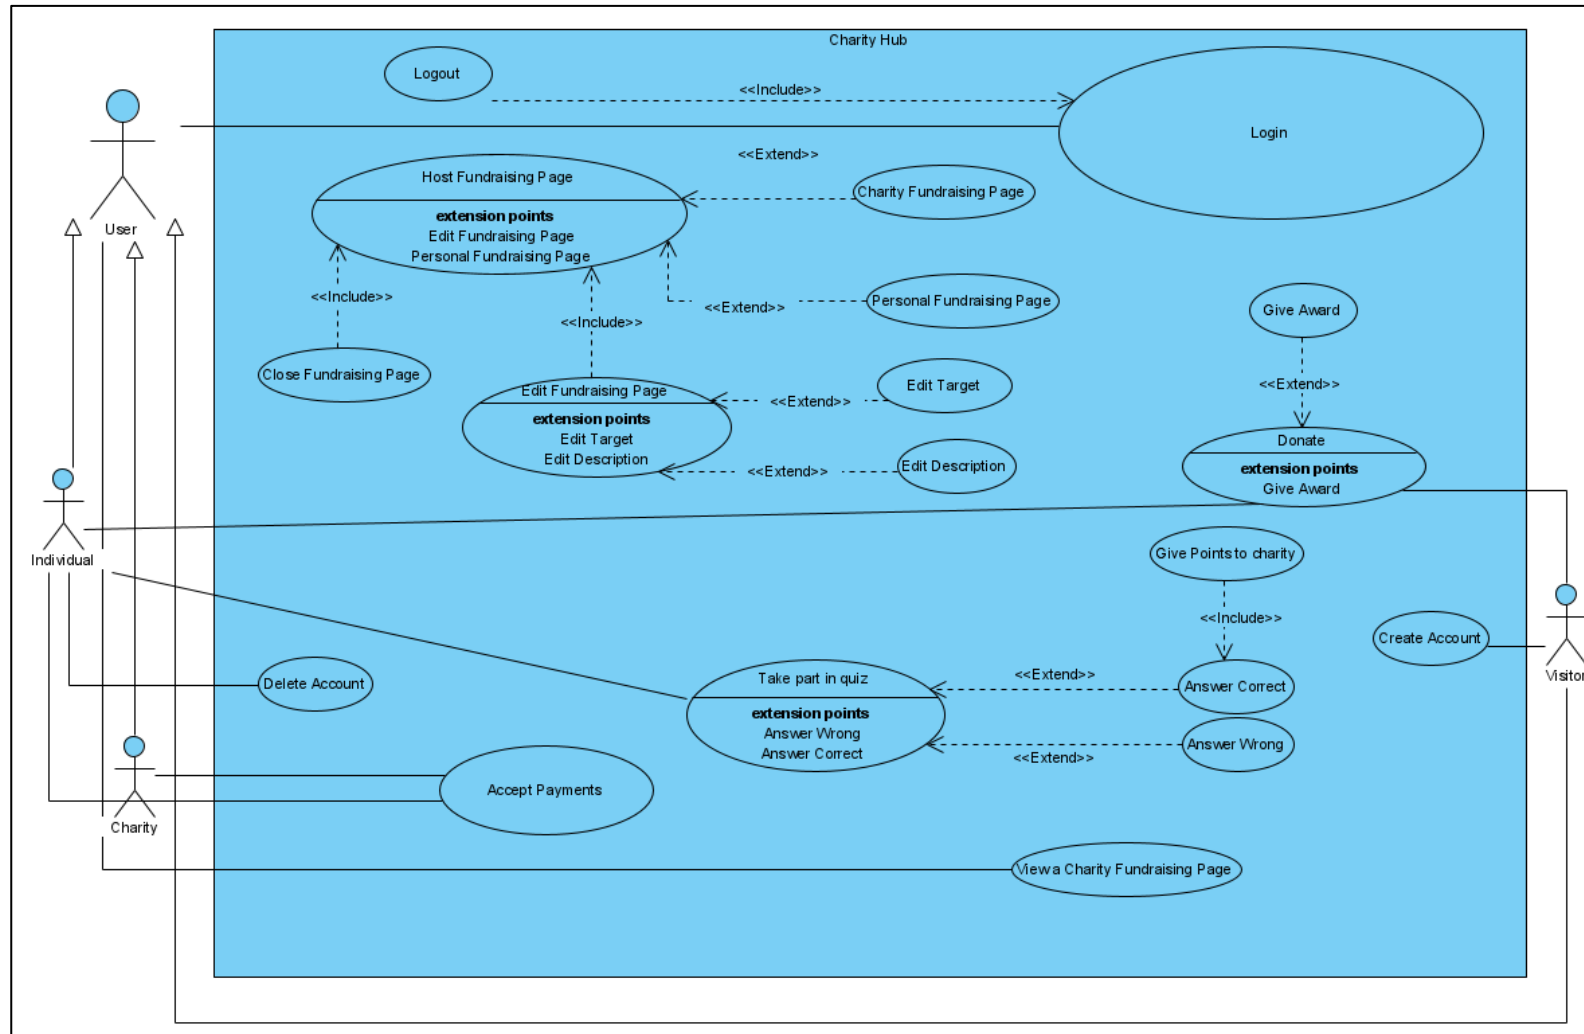 Charity Hub
Logout
<<Include>>
Login
<<Extend>>
Host Fundraising Page
extension points
Edit Fundraising Page
Personal Fundraising Page
Charity Fundraising Page
User
<<Include>>
<<Include>>
<<Extend>>
Personal Fundraising Page
Give Award
Close Fundraising Page
Edit Fundraising Page
extension points
Edit Target
Edit Description
<<Extend>>
Edit Target
<<Extend>>
Edit Description
<<Extend>>
Donate
extension points
Give Award
Individual
Give Points to charity
<<Include>>
Create Account
Visitor
Delete Account
Take part in quiz
extension points
Answer Wrong
Answer Correct
<<Extend>>
Answer Correct
Answer Wrong
<<Extend>>
Accept Payments
Charity
View a Charity Fundraising Page